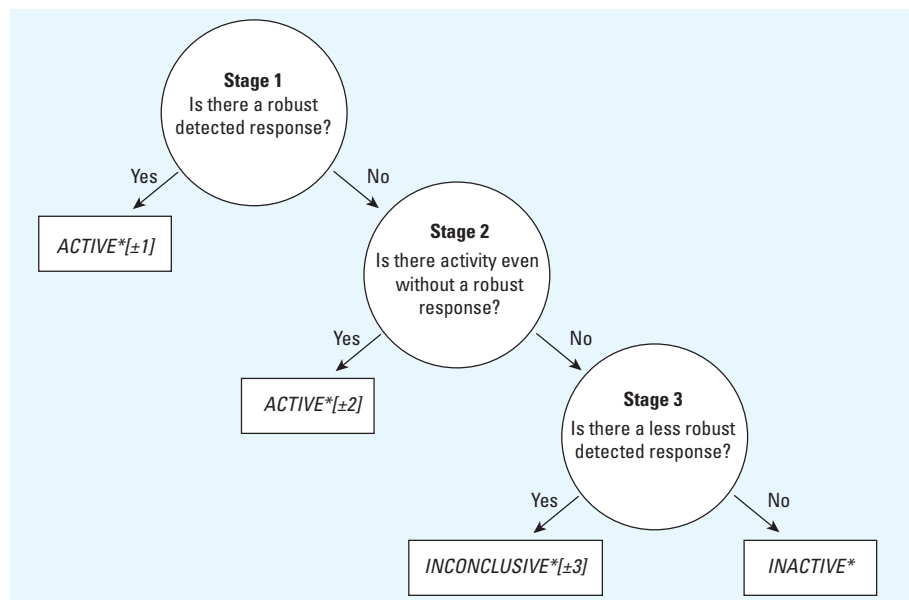 Stage 1
Is there a robust
detected response?
Yes
No
ACTIVE*[±1]
Stage 2
Is there activity even
without a robust
response?
Yes
No
ACTIVE*[±2]
Stage 3
Is there a less robust
detected response?
Yes
No
INCONCLUSIVE*[±3]
INACTIVE*